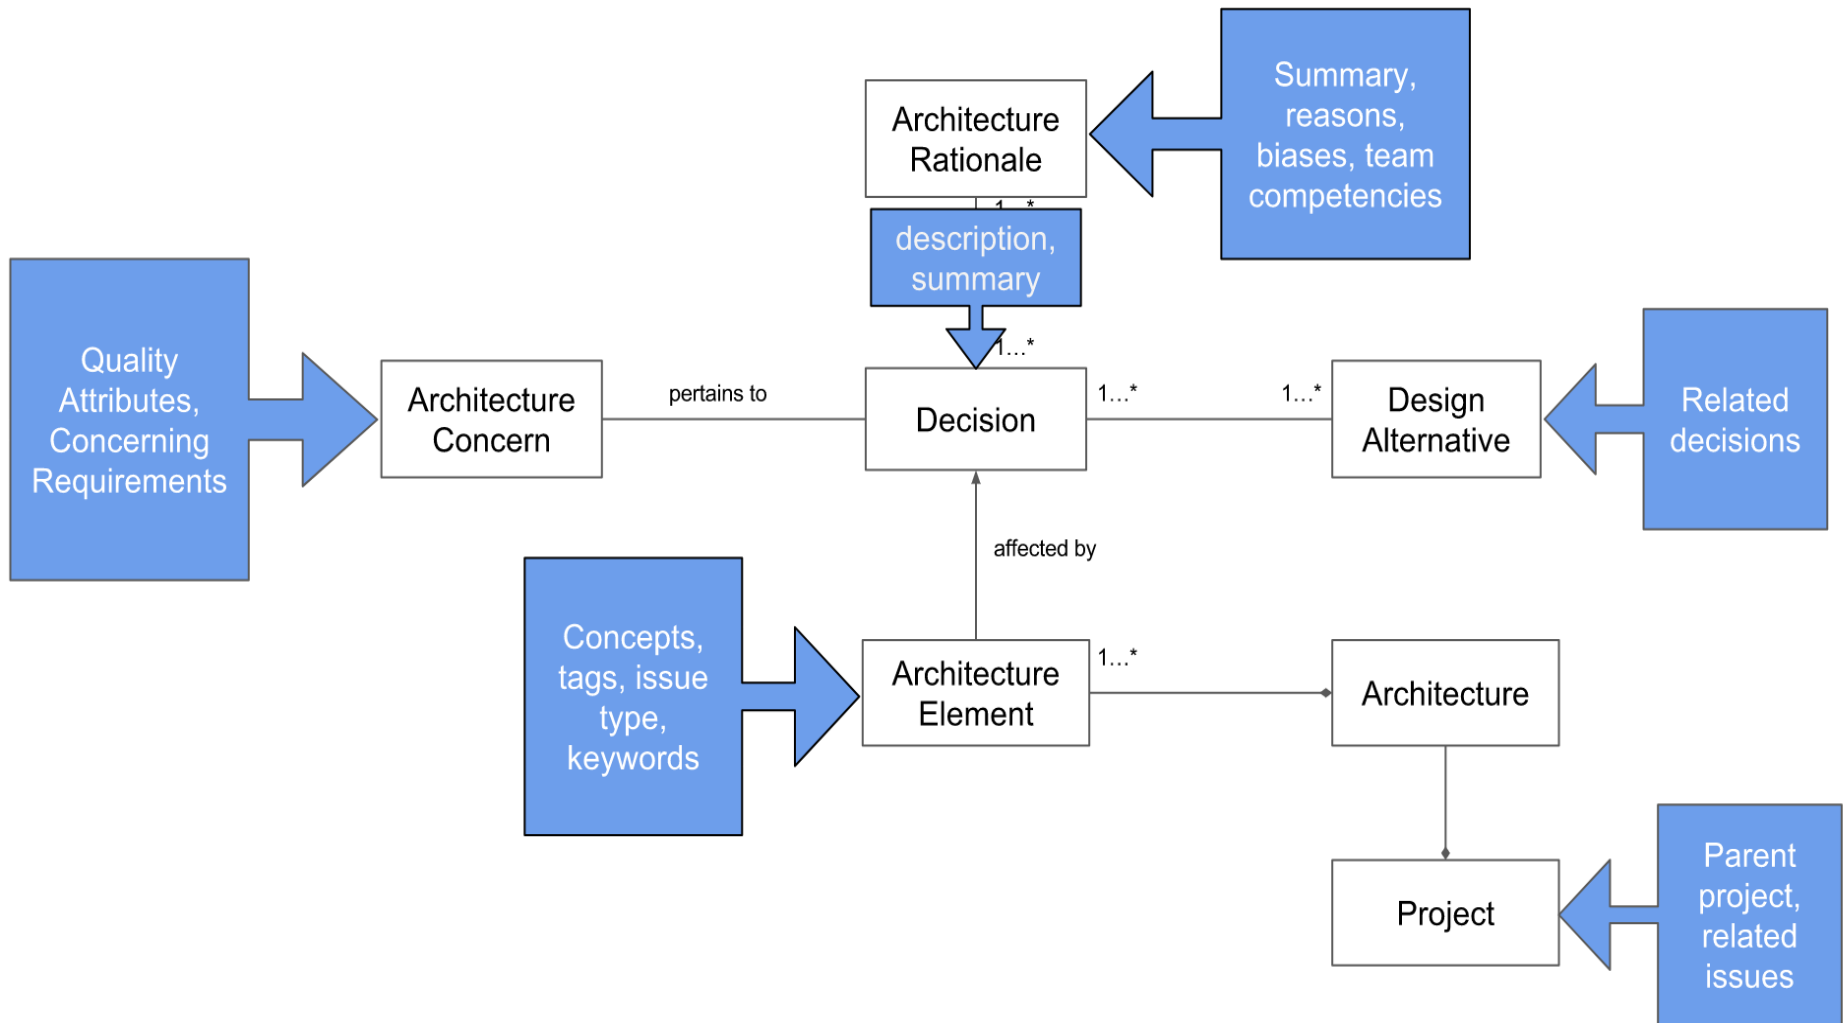 Summary,
reasons,
biases, team
competencies
Architecture
Rationale
1...*
description,
summary
1...*
Quality
Attributes,
Concerning
Requirements
Architecture
Concern
pertains to
Decision
1...*
1...*
Design
Alternative
Related
decisions
affected by
Concepts,
tags, issue
type,
keywords
Architecture
Element
1...*
Architecture
Project
Parent
project,
related
issues